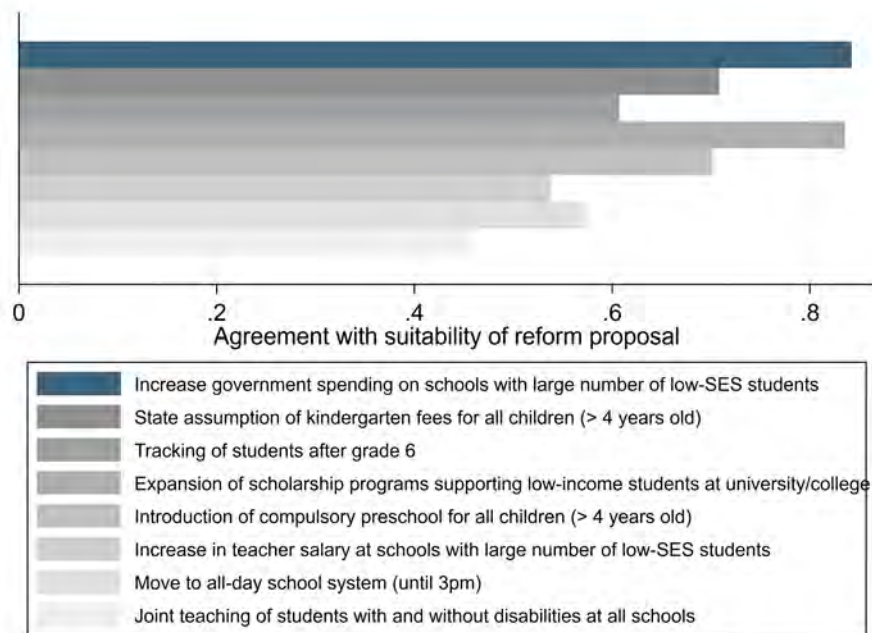 0 .2 .4 .6 .8
Agreement with suitability of reform proposal
Increase government spending on schools with large number of low-SES students
State assumption of kindergarten fees for all children (> 4 years old)
Tracking of students after grade 6
Expansion of scholarship programs supporting low-income students at university/college
Introduction of compulsory preschool for all children (> 4 years old)
Increase in teacher salary at schools with large number of low-SES students
Move to all-day school system (until 3pm)
Joint teaching of students with and without disabilities at all schools